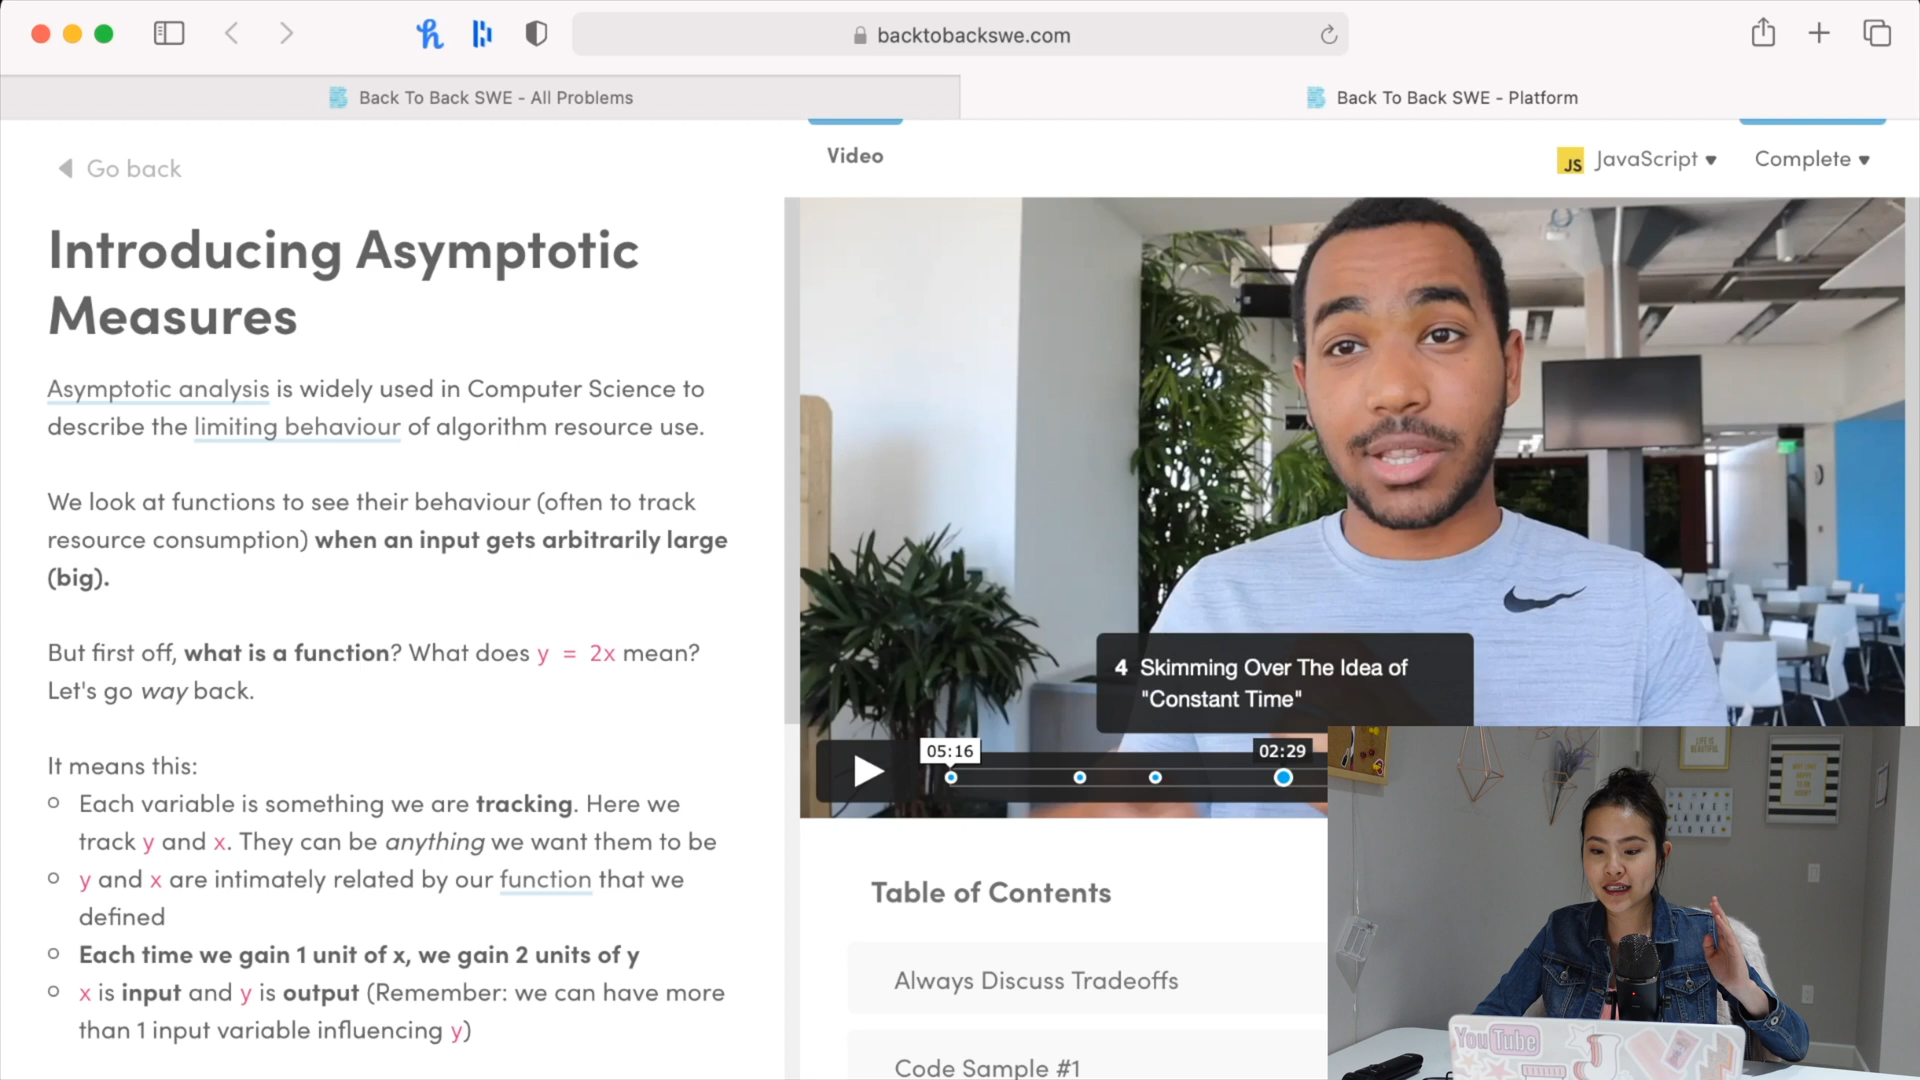 backtobackswe.com
Back To Back SWE - All Problems
Back To Back SWE - Platform
Go back
Video
JS JavaScript
Complete
Introducing Asymptotic
Measures
Asymptotic analysis is widely used in Computer Science to
describe the limiting behaviour of algorithm resource use.
We look at functions to see their behaviour (often to track
resource consumption) when an input gets arbitrarily large
(big).
But first off, what is a function? What does y = 2x mean?
Let's go way back.
It means this:
Each variable is something we are tracking. Here we
track y and x. They can be anything we want them to be
y and x are intimately related by our function that we
defined
Each time we gain 1 unit of x, we gain 2 units of y
x is input and y is output (Remember: we can have more
than 1 input variable influencing y)
4 Skimming Over The Idea of
"Constant Time"
05:16
02:29
Table of Contents
Always Discuss Tradeoffs
Code Sample #1
LIFE IS
BEAUTIFUL
LIVE
LAUGH
LOVE
YouTube